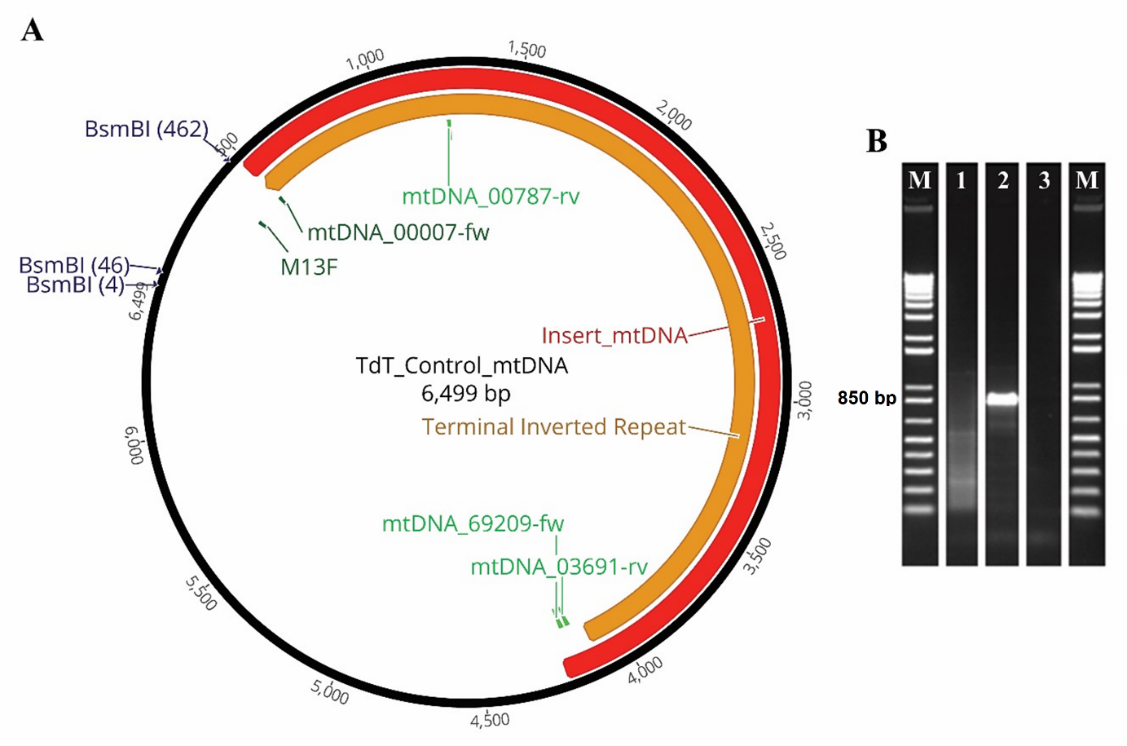 A
1,000
1,500
BsmBI (462)
500
2,000
B
M
1
2
3
M
mtDNA_00787-rv
mtDNA_00007-fw
2,500
M13F
BsmBI (46)
BsmBI (4)
6,499
Insert_mtDNA
TdT_Control_mtDNA
6,499 bp
850 bp
3,000
Terminal Inverted Repeat
6,000
mtDNA_69209-fw
mtDNA_03691-rv
3,500
5,500
4,000
5,000
4,500